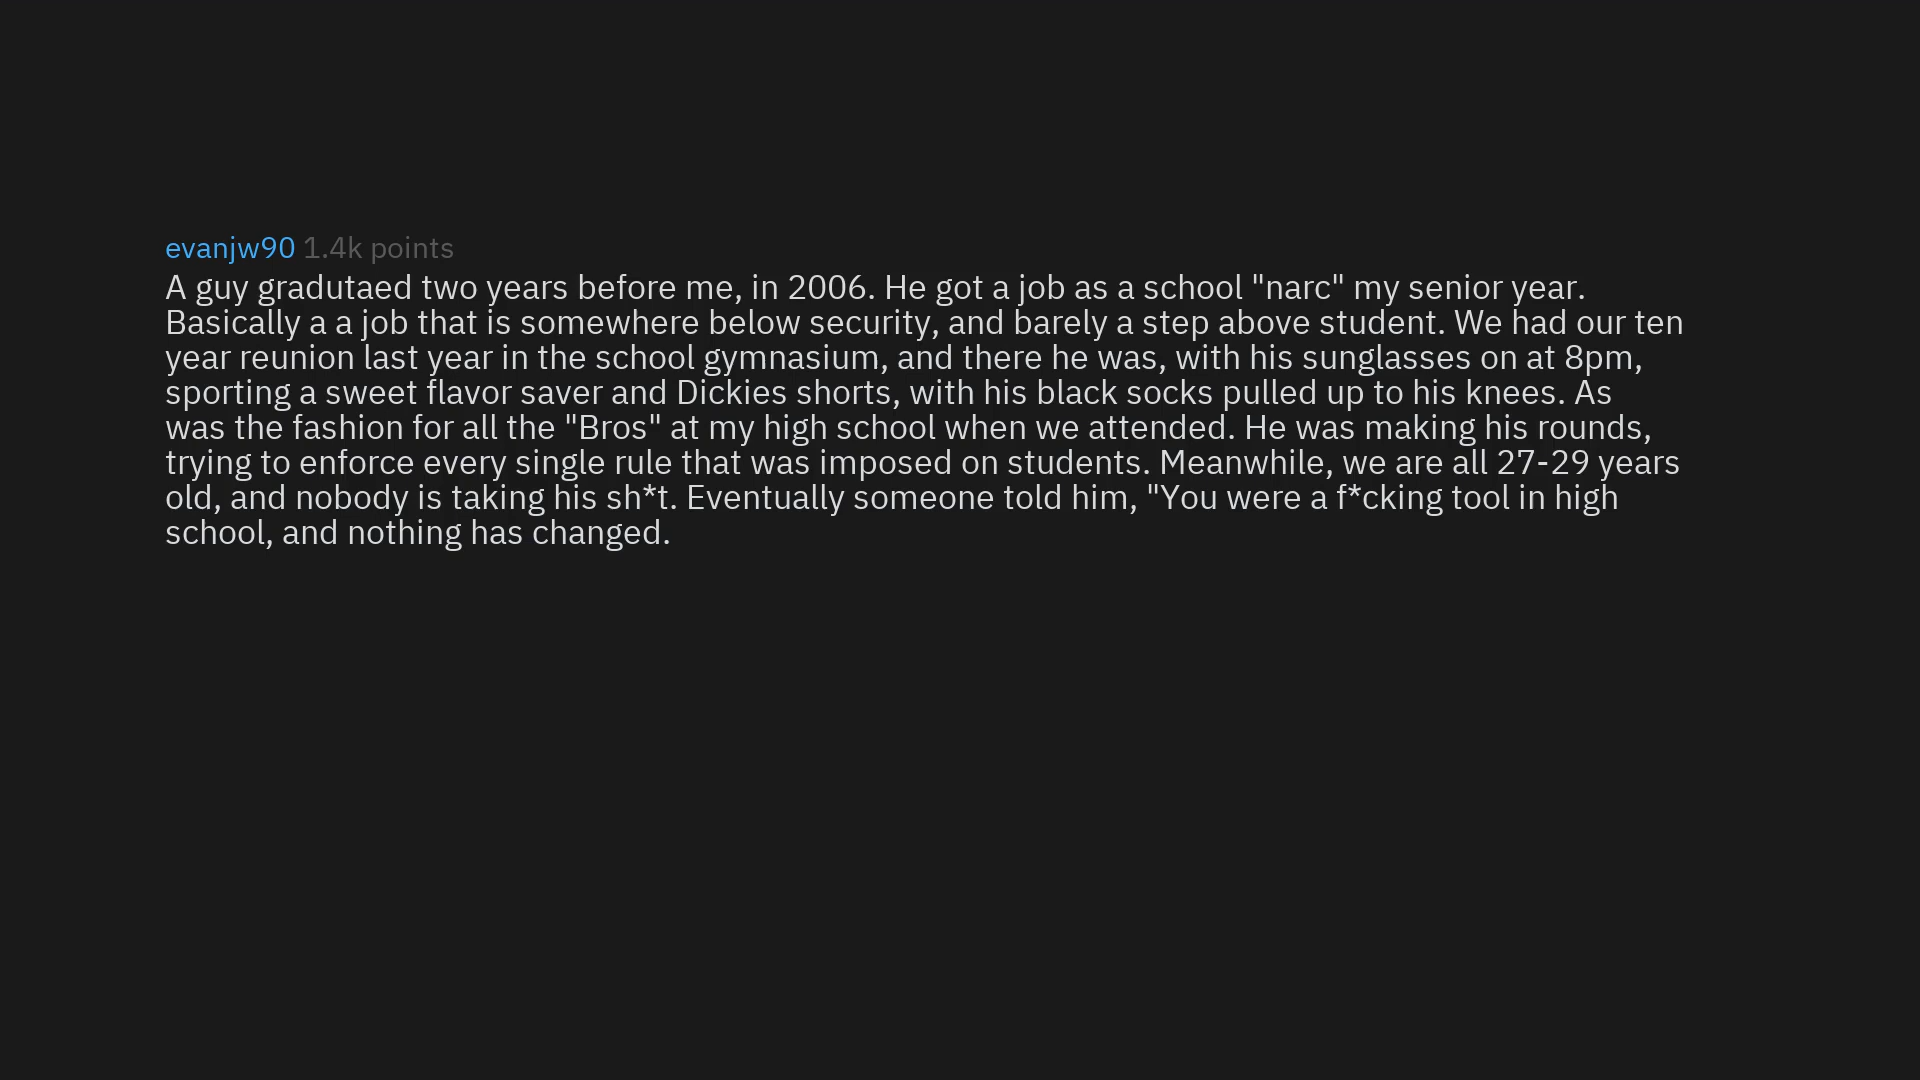 evanjw90 1.4k points
A guy gradutaed two years before me, in 2006. He got a job as a school "narc" my senior year.
Basically a a job that is somewhere below security, and barely a step above student. We had our ten
year reunion last year in the school gymnasium, and there he was, with his sunglasses on at 8pm,
sporting a sweet flavor saver and Dickies shorts, with his black socks pulled up to his knees. As
was the fashion for all the "Bros" at my high school when we attended. He was making his rounds,
trying to enforce every single rule that was imposed on students. Meanwhile, we are all 27-29 years
old, and nobody is taking his sh*t. Eventually someone told him, "You were a f*cking tool in high
school, and nothing has changed.